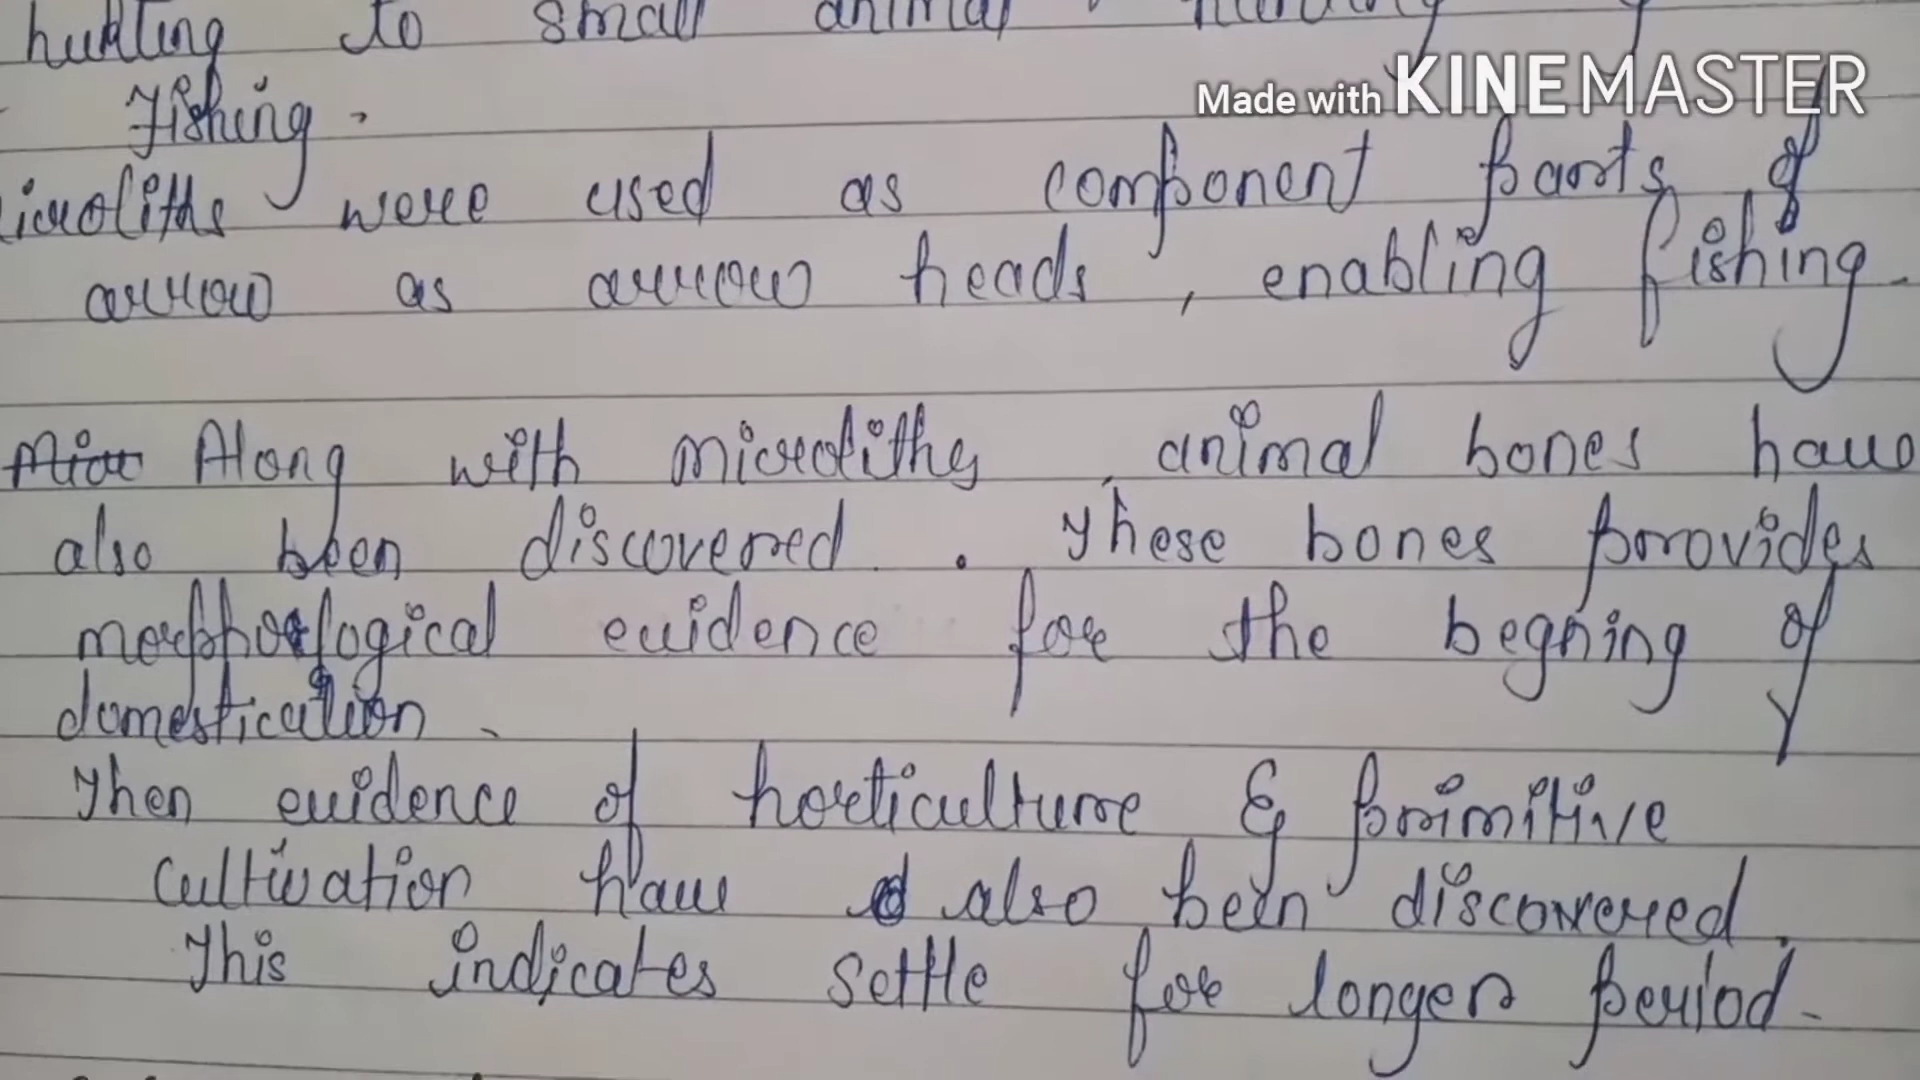 hunting to small animal
Made with KINEMASTER
Fishing.
icroliths were used as component parts of
arrow as arrow heads, enabling fishing.
Along with microliths, animal bones have
also been discovered. These bones provides
morphological evidence for the begning of
domestication.
Then evidence of horticulture & primitive
cultivation have also been discovered.
This indicates settle for longer period.